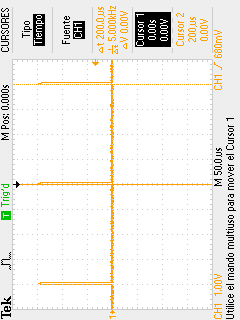 Tek
T Trig'd
M Pos: 0.000s
CURSORES
Tipo
Tiempo
Fuente
CH1
Δt 200.0us
5.000kHz
ΔV 0.00V
Cursor 1
0.00s
0.00V
Cursor 2
200.0us
0.00V
1
CH1 1.00V
M 50.0us
CH1
680mV
Utilice el mando multiuso para mover el Cursor 1